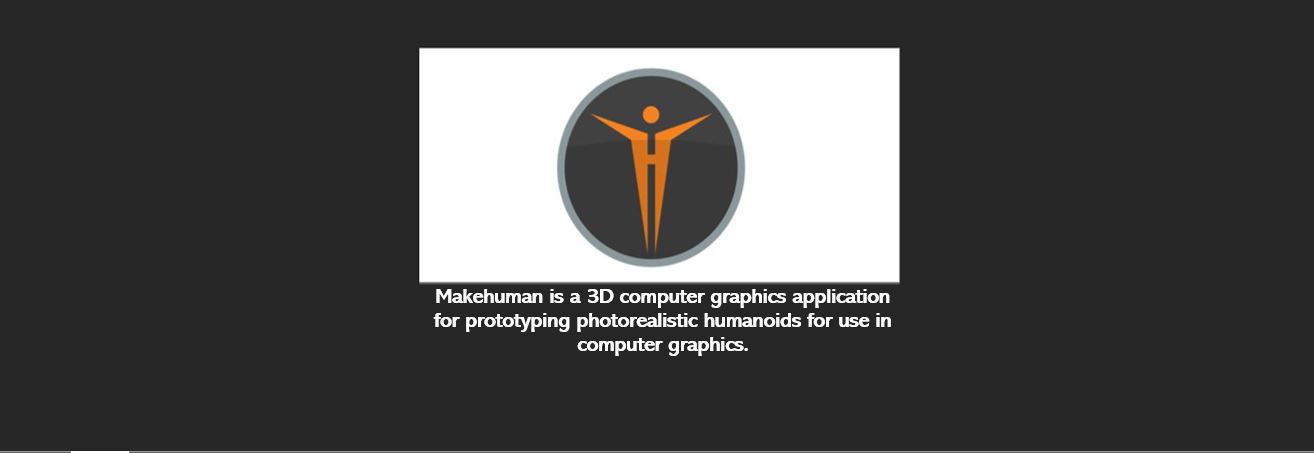 Makehuman is a 3D computer graphics application
for prototyping photorealistic humanoids for use in
computer graphics.